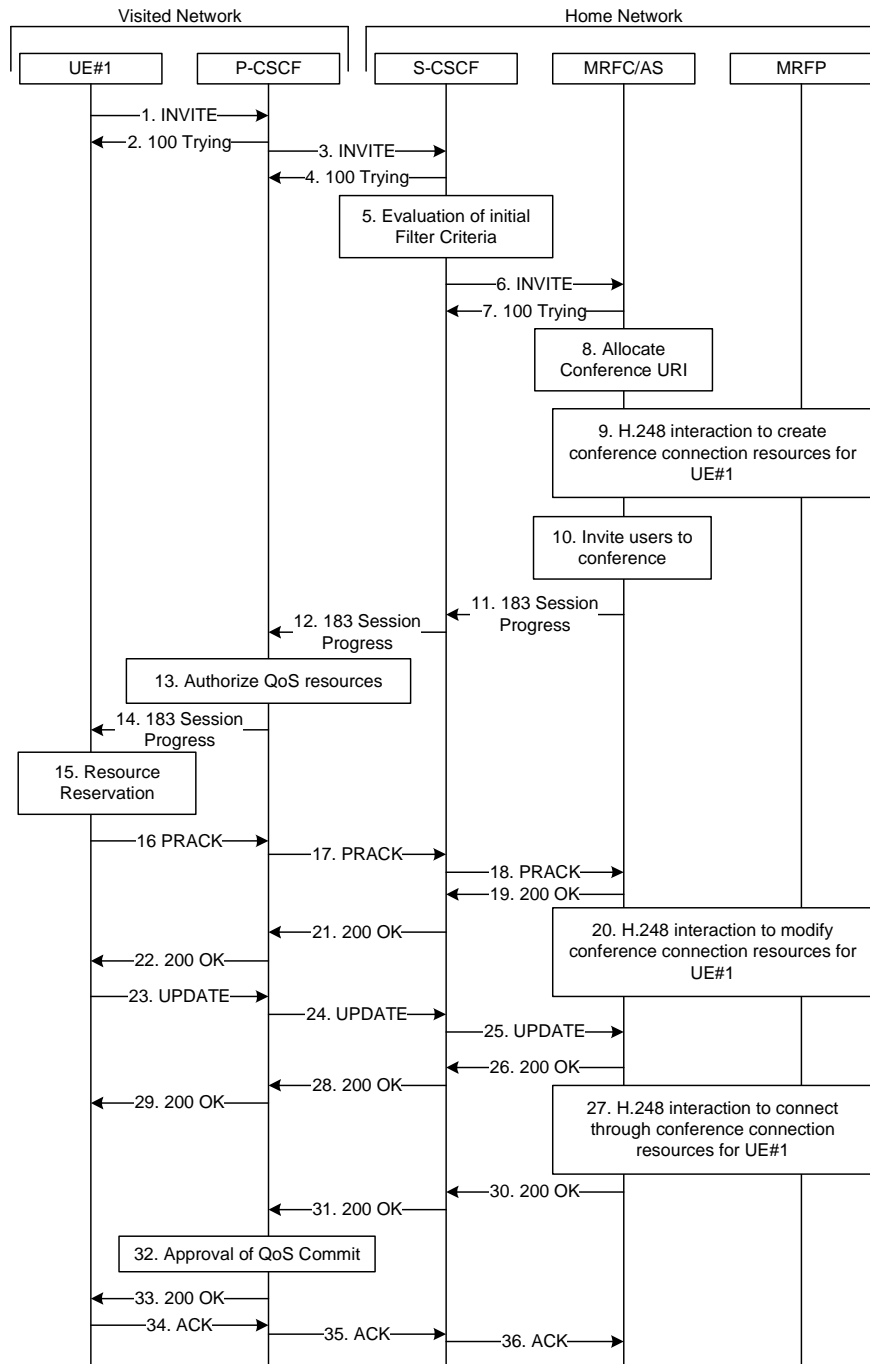 Visited Network
Home Network
UE#1
P-CSCF
S-CSCF
MRFC/AS
MRFP
1. INVITE
2. 100 Trying
3. INVITE
4. 100 Trying
5. Evaluation of initial
Filter Criteria
6. INVITE
7. 100 Trying
8. Allocate
Conference URI
9. H.248 interaction to create
conference connection resources for
UE#1
10. Invite users to
conference
11. 183 Session
Progress
12. 183 Session
Progress
13. Authorize QoS resources
14. 183 Session
Progress
15. Resource
Reservation
16 PRACK
17. PRACK
18. PRACK
19. 200 OK
20. H.248 interaction to modify
conference connection resources for
UE#1
21. 200 OK
22. 200 OK
23. UPDATE
24. UPDATE
25. UPDATE
26. 200 OK
27. H.248 interaction to connect
through conference connection
resources for UE#1
28. 200 OK
29. 200 OK
30. 200 OK
31. 200 OK
32. Approval of QoS Commit
33. 200 OK
34. ACK
35. ACK
36. ACK